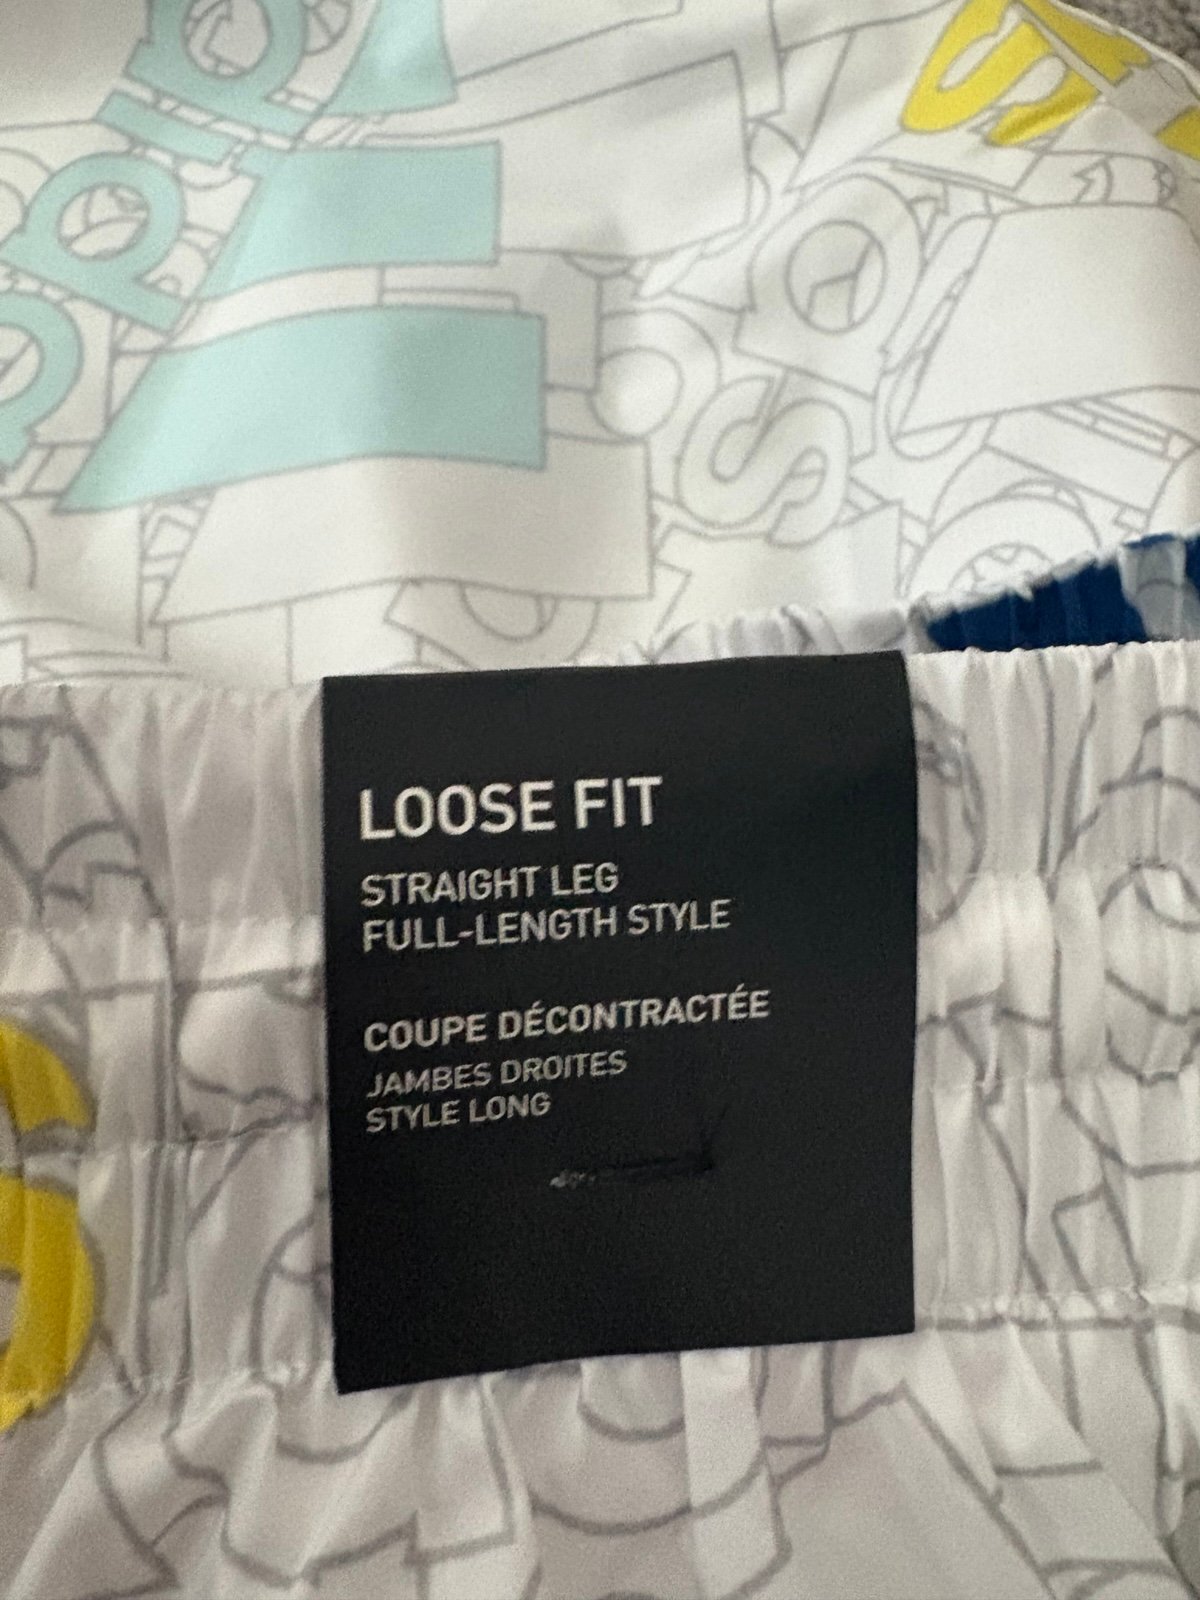 LOOSE FIT
STRAIGHT LEG
FULL-LENGTH STYLE
COUPE DÉCONTRACTÉE
JAMBES DROITES
STYLE LONG